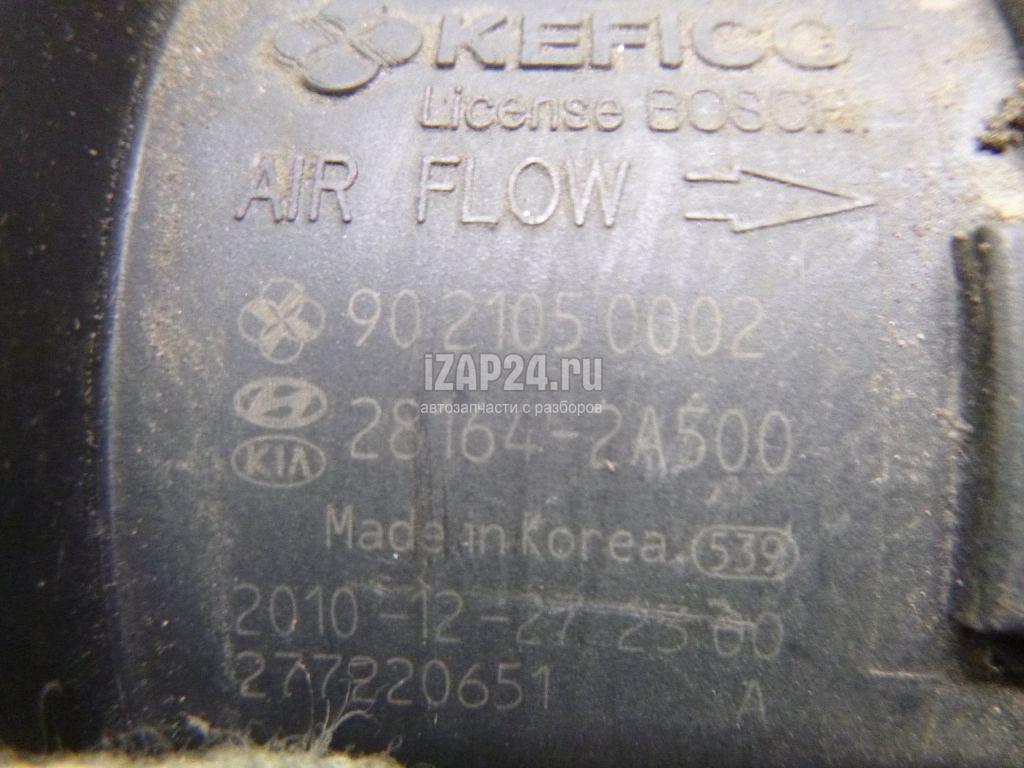 KEFICO
License BOSCH.
AIR FLOW
90 2105 0002
iZAP24.ru
автозапчасти с разборов
28164-2A500
KIA
Made in Korea. 539
2010-12-27 23:00
277220651 A